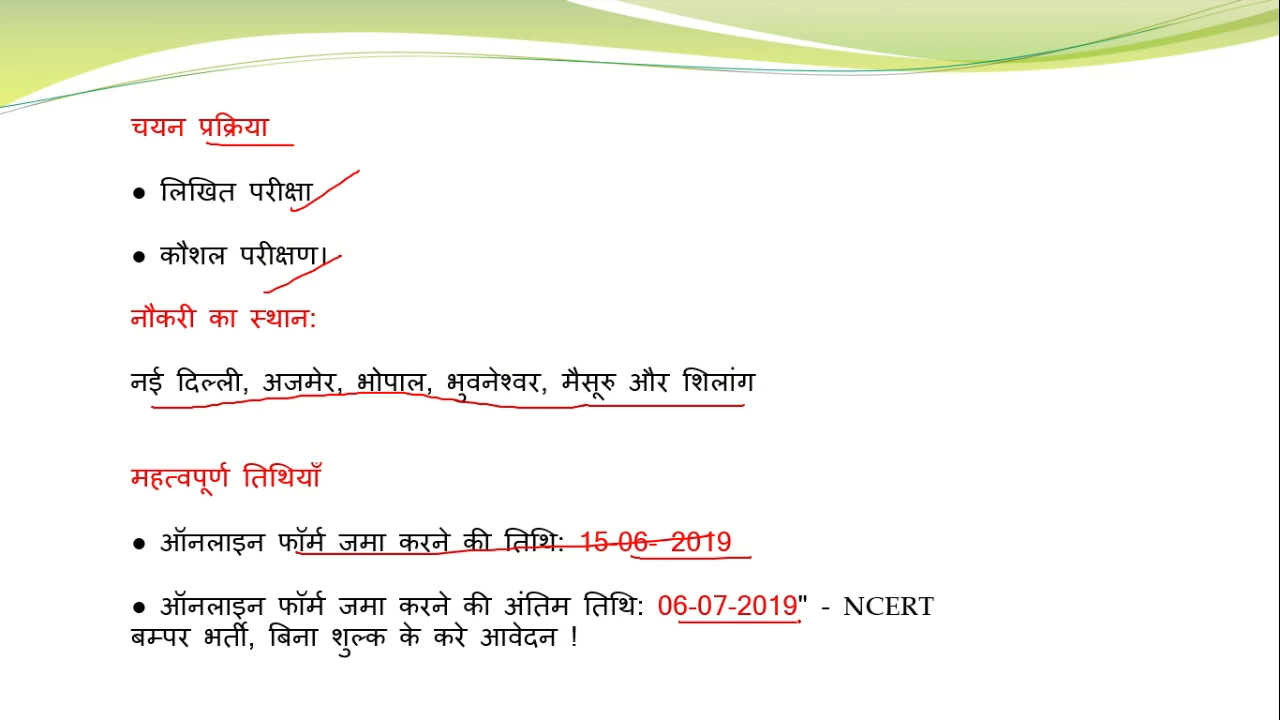 चयन प्रक्रिया
● लिखित परीक्षा
● कौशल परीक्षण।
नौकरी का स्थान:
नई दिल्ली, अजमेर, भोपाल, भुवनेश्वर, मैसूरु और शिलांग
महत्वपूर्ण तिथियाँ
● ऑनलाइन फॉर्म जमा करने की तिथि: 15-06- 2019
● ऑनलाइन फॉर्म जमा करने की अंतिम तिथि: 06-07-2019" - NCERT
बम्पर भर्ती, बिना शुल्क के करे आवेदन !